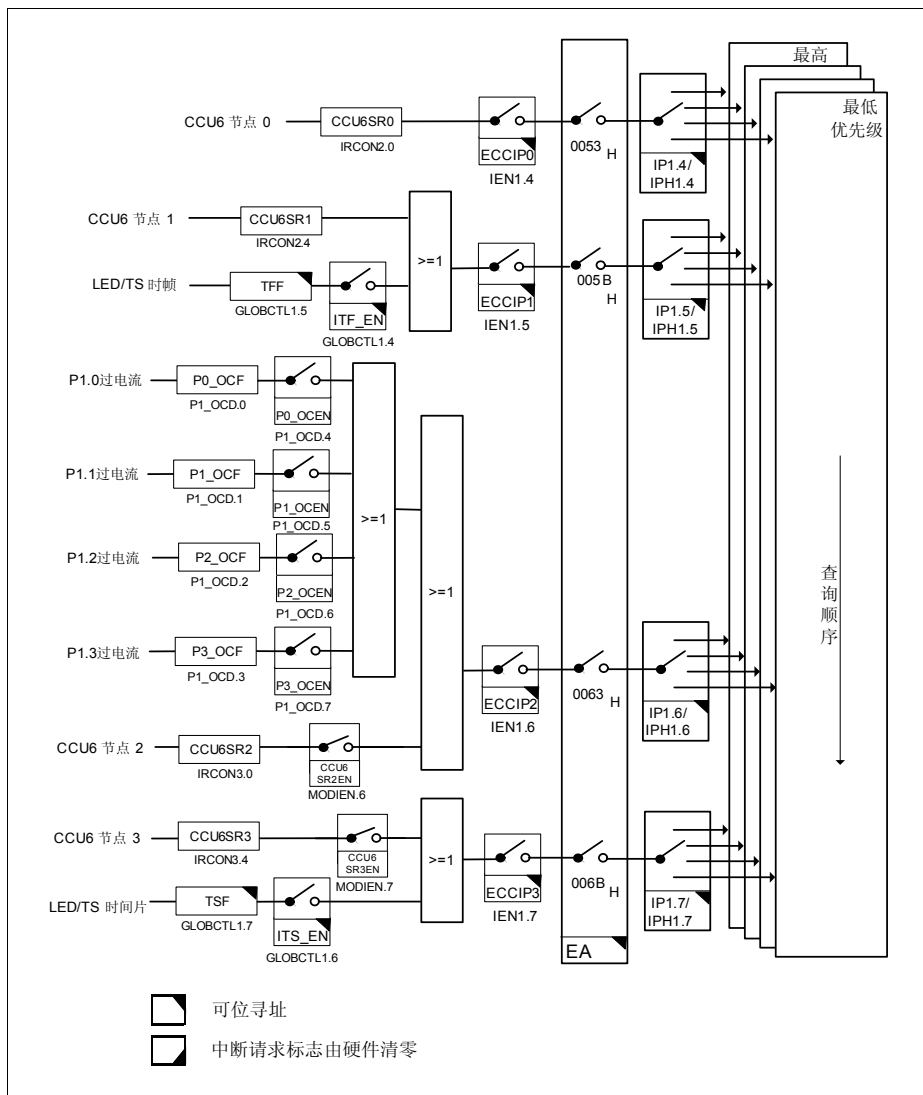 最高
最低
优先级
CCU6 节点 0
CCU6SR0
IRCON2.0
ECCIP0
IEN1.4
0053 H
IP1.4/
IPH1.4
CCU6 节点 1
CCU6SR1
IRCON2.4
>=1
LED/TS 时帧
TFF
GLOBCTL1.5
ITF_EN
GLOBCTL1.4
ECCIP1
IEN1.5
005B H
IP1.5/
IPH1.5
P1.0过电流
P0_OCF
P1_OCD.0
P0_OCEN
P1_OCD.4
P1.1过电流
P1_OCF
P1_OCD.1
P1_OCEN
P1_OCD.5
>=1
P1.2过电流
P2_OCF
P1_OCD.2
P2_OCEN
P1_OCD.6
>=1
P1.3过电流
P3_OCF
P1_OCD.3
P3_OCEN
P1_OCD.7
ECCIP2
IEN1.6
0063 H
IP1.6/
IPH1.6
查询顺序
CCU6 节点 2
CCU6SR2
IRCON3.0
CCU6
SR2EN
MODIEN.6
CCU6 节点 3
CCU6SR3
IRCON3.4
CCU6
SR3EN
MODIEN.7
>=1
ECCIP3
IEN1.7
006B H
IP1.7/
IPH1.7
LED/TS 时间片
TSF
GLOBCTL1.7
ITS_EN
GLOBCTL1.6
EA
可位寻址
中断请求标志由硬件清零